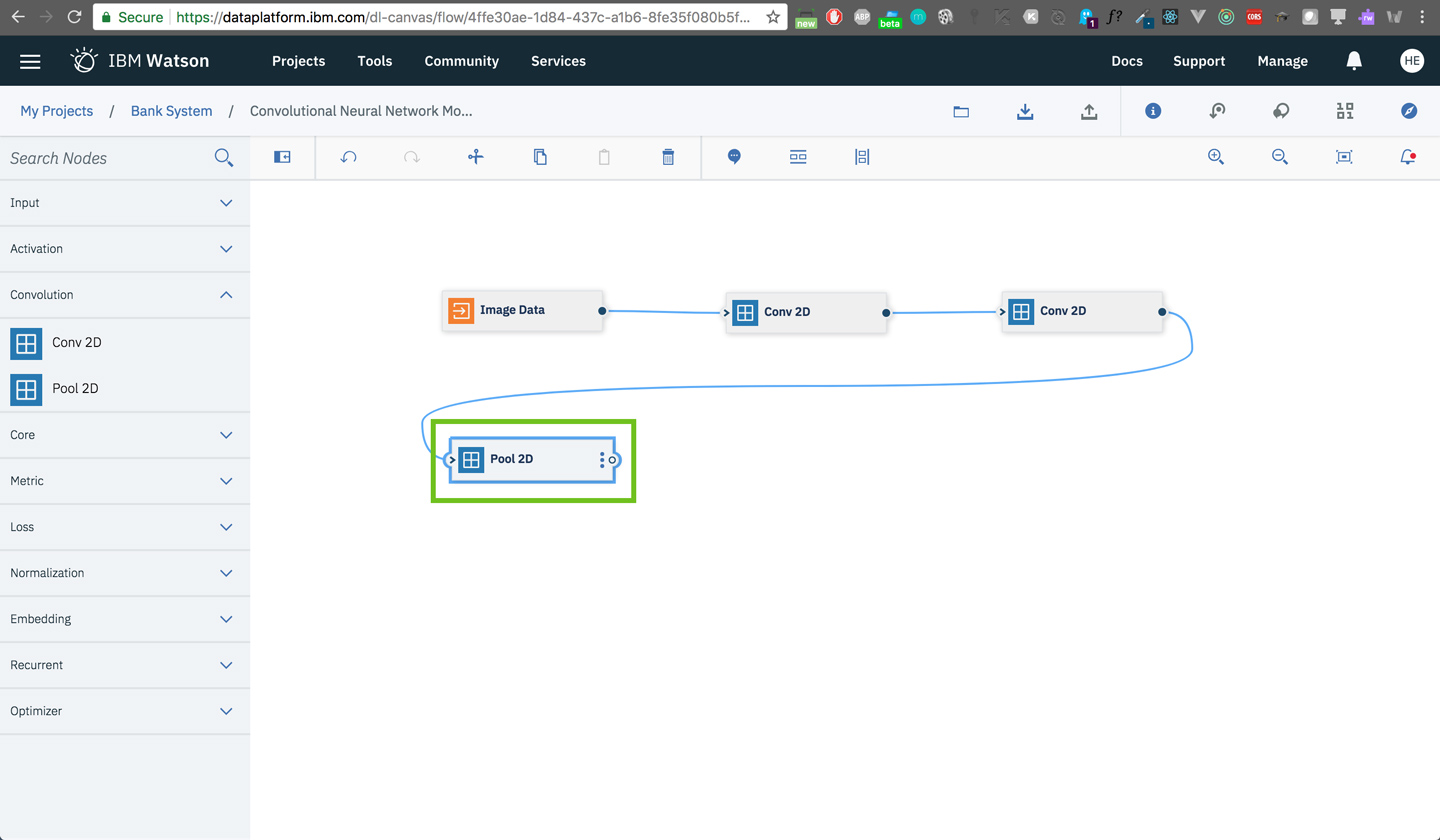 Secure https://dataplatform.ibm.com/dl-canvas/flow/4ffe30ae-1d84-437c-a1b6-8fe35f080b5f...
new ABP beta m K 1 f? CORS rw
IBM Watson Projects Tools Community Services Docs Support Manage HE
My Projects / Bank System / Convolutional Neural Network Mo...
Search Nodes
Input
Activation
Convolution
Conv 2D
Pool 2D
Core
Metric
Loss
Normalization
Embedding
Recurrent
Optimizer
Image Data
Conv 2D
Conv 2D
Pool 2D